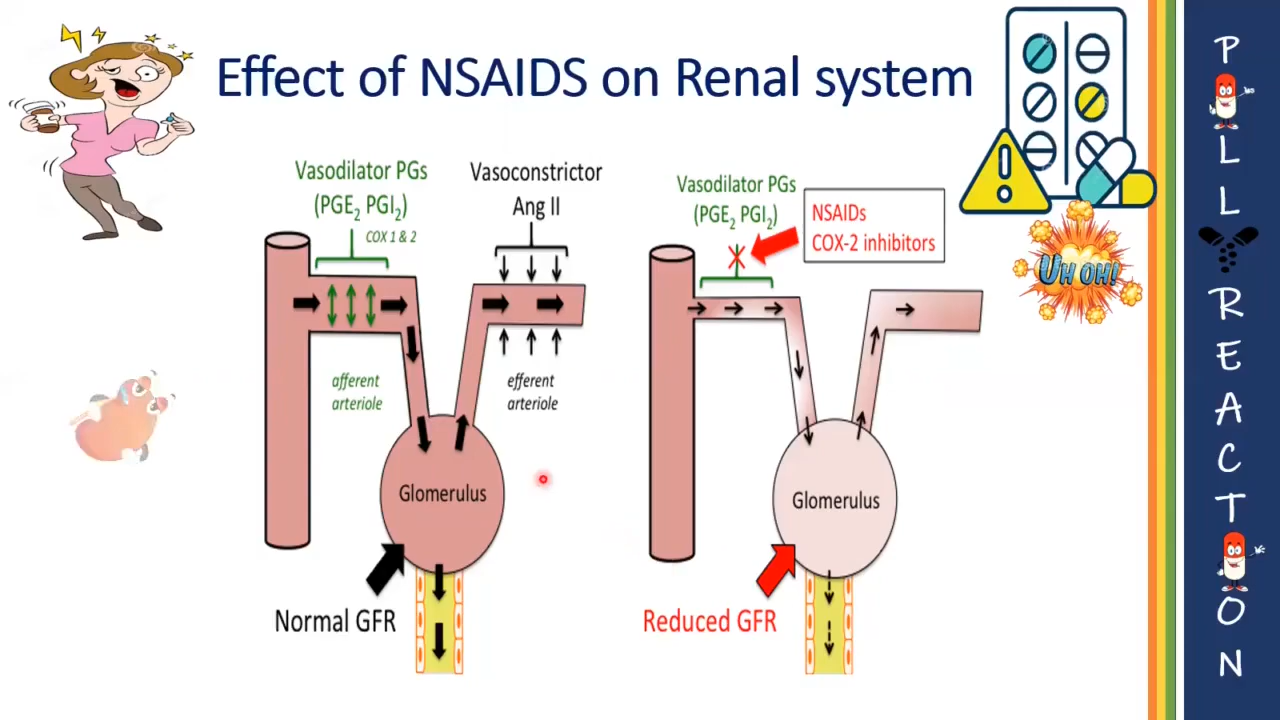 Effect of NSAIDS on Renal system
Vasodilator PGs
(PGE2 PGI2)
COX 1 & 2
Vasoconstrictor
Ang II
afferent
arteriole
efferent
arteriole
Glomerulus
Normal GFR
Vasodilator PGs
(PGE2 PGI2)
NSAIDs
COX-2 inhibitors
Glomerulus
Reduced GFR
UH OH!
PILL REACTION